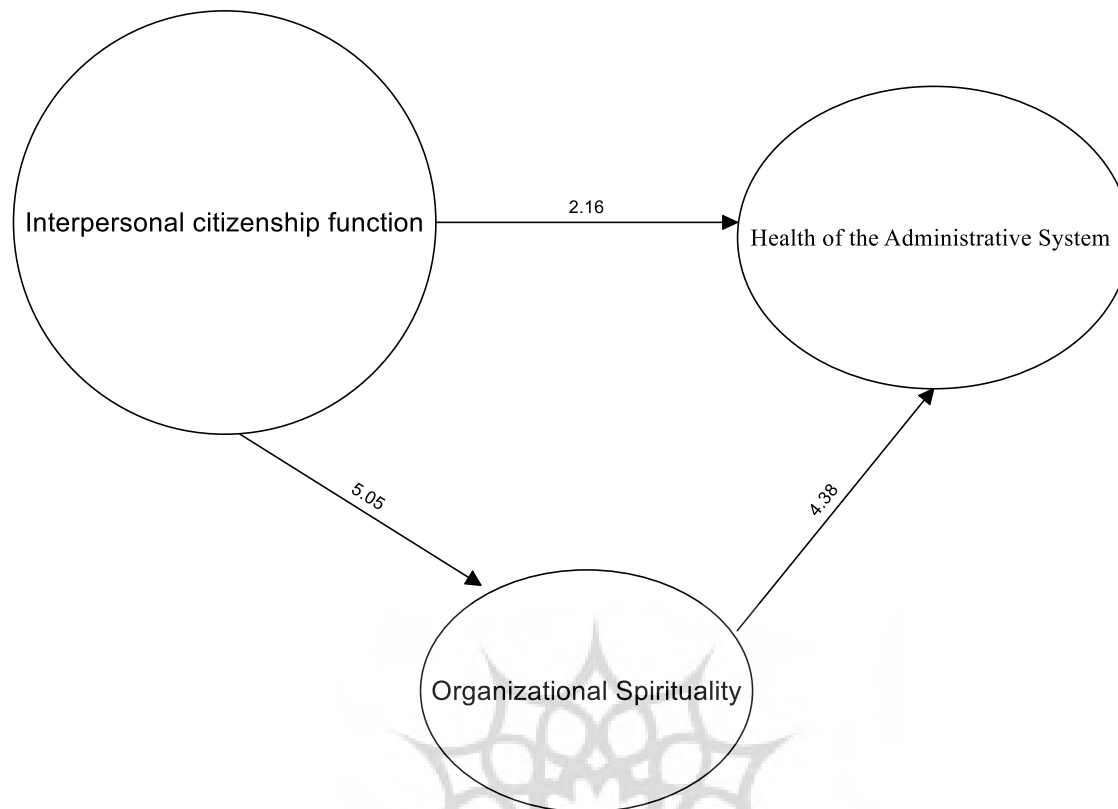 Interpersonal citizenship function
2.16
Health of the Administrative System
5.05
4.38
Organizational Spirituality